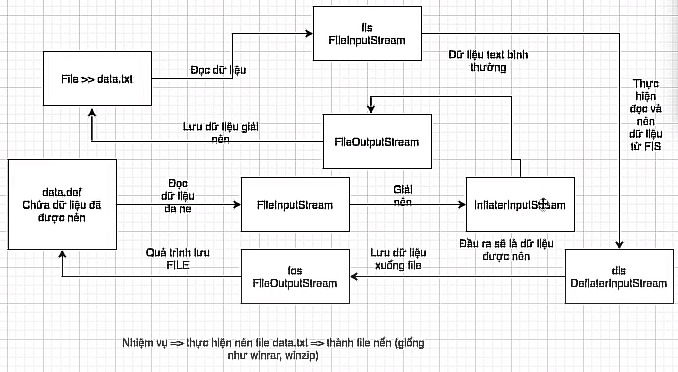 fis
FileInputStream
File >> data.txt
Đọc dữ liệu
Dữ liệu text bình
thường
Thực
hiện
đọc và
nén
dữ liệu
từ FIS
Lưu dữ liệu giải
nén
FileOutputStream
data.def
Chứa dữ liệu đã
được nén
Đọc
dữ liệu
đã né
FileInputStream
Giải
nén
InflaterInputStream
Đầu ra sẽ là dữ liệu
được nén
Quá trình lưu
FILE
fos
FileOutputStream
Lưu dữ liệu
xuống file
dis
DeflaterInputStream
Nhiệm vụ => thực hiện nén file data.txt => thành file nến (giống
như winrar, winzip)